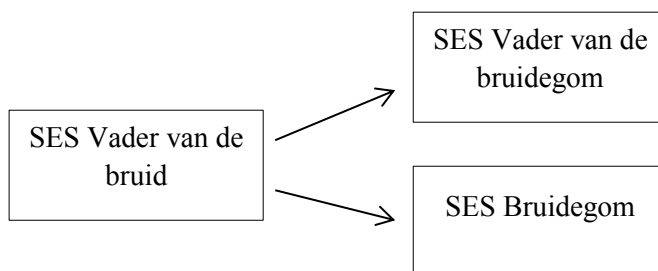 SES Vader van de
bruidegom
SES Vader van de
bruid
SES Bruidegom